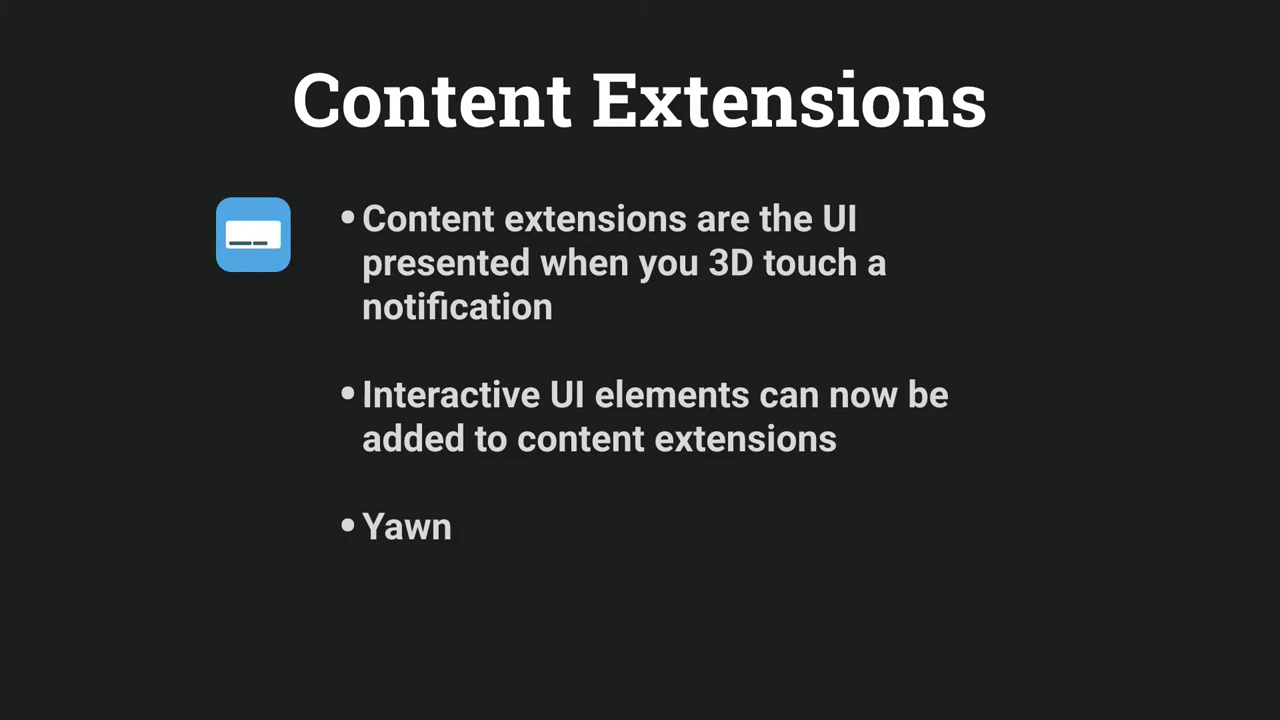 Content Extensions
•Content extensions are the UI
presented when you 3D touch a
notification
•Interactive UI elements can now be
added to content extensions
•Yawn